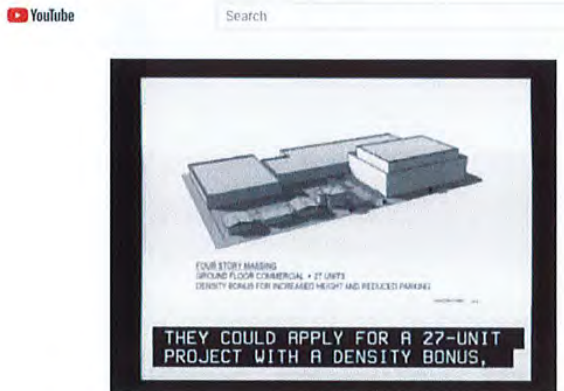 YouTube
Search
FOUR STORY MASSING
GROUND FLOOR COMMERCIAL • 27 UNITS
DENSITY BONUS FOR INCREASED HEIGHT AND REDUCED PARKING
THEY COULD APPLY FOR A 27-UNIT
PROJECT WITH A DENSITY BONUS,